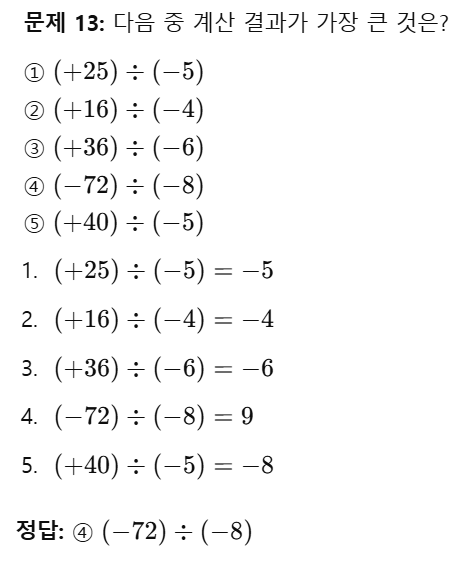 문제 13: 다음 중 계산 결과가 가장 큰 것은?
① (+25) ÷ (−5)
② (+16) ÷ (−4)
③ (+36) ÷ (−6)
④ (−72) ÷ (−8)
⑤ (+40) ÷ (−5)
1. (+25) ÷ (−5) = −5
2. (+16) ÷ (−4) = −4
3. (+36) ÷ (−6) = −6
4. (−72) ÷ (−8) = 9
5. (+40) ÷ (−5) = −8
정답: ④ (−72) ÷ (−8)